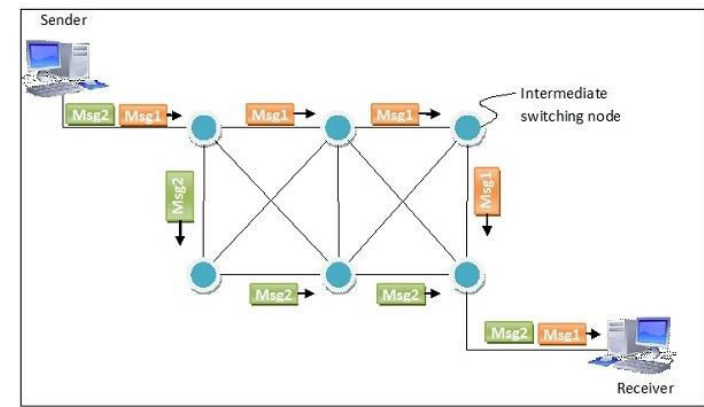 Sender
Msg2 Msg1
Msg1
Msg1
Intermediate
switching node
Msg2
Msg1
Msg2
Msg2
Msg2 Msg1
Receiver